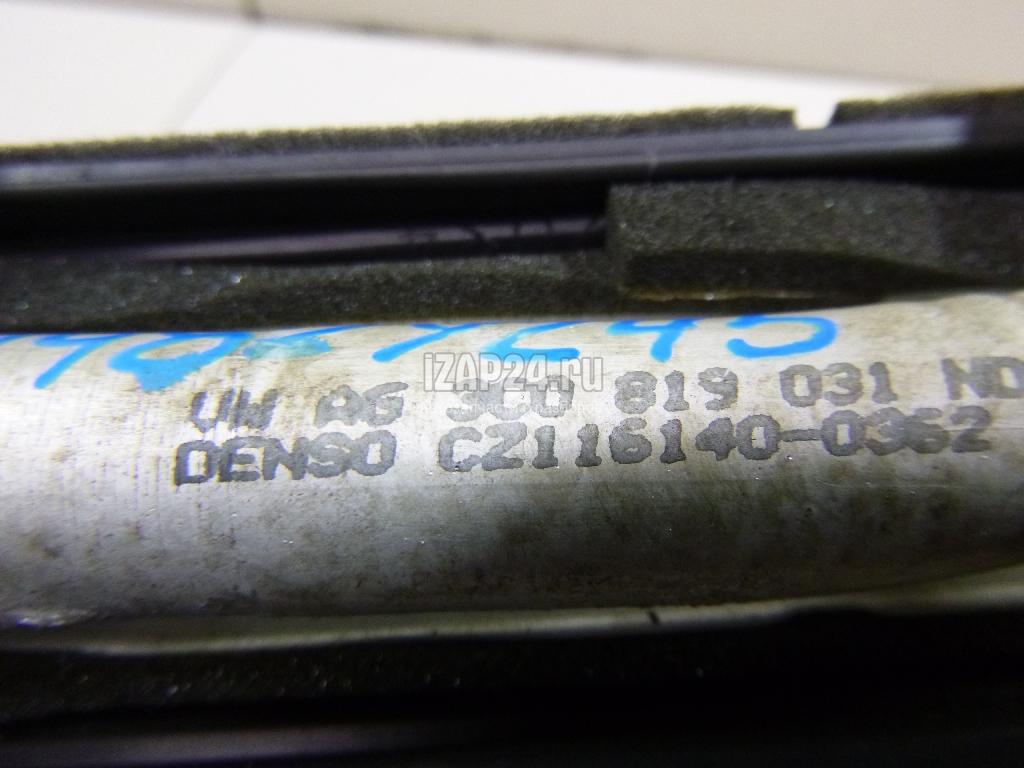 IZAP24.ru
VW AG 3C0 819 031 ND
DENSO CZ116140-0362